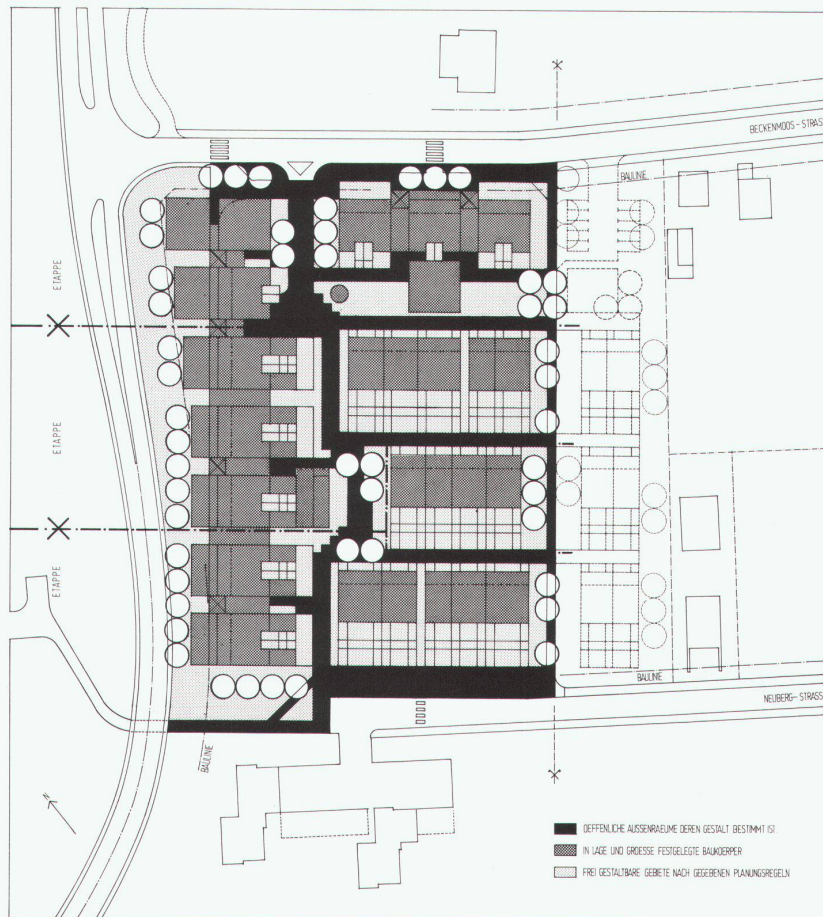 BECKENMOOS-STRASS
BAULINIE
ETAPPE
ETAPPE
ETAPPE
BAULINIE
NEUBERG-STRASS
BAULINIE
N
OEFFENLICHE AUSSENRAEUME DEREN GESTALT BESTIMMT IST
IN LAGE UND GROESSE FESTGELEGTE BAUKOERPER
FREI GESTALTBARE GEBIETE NACH GEGEBENEN PLANUNGSREGELN